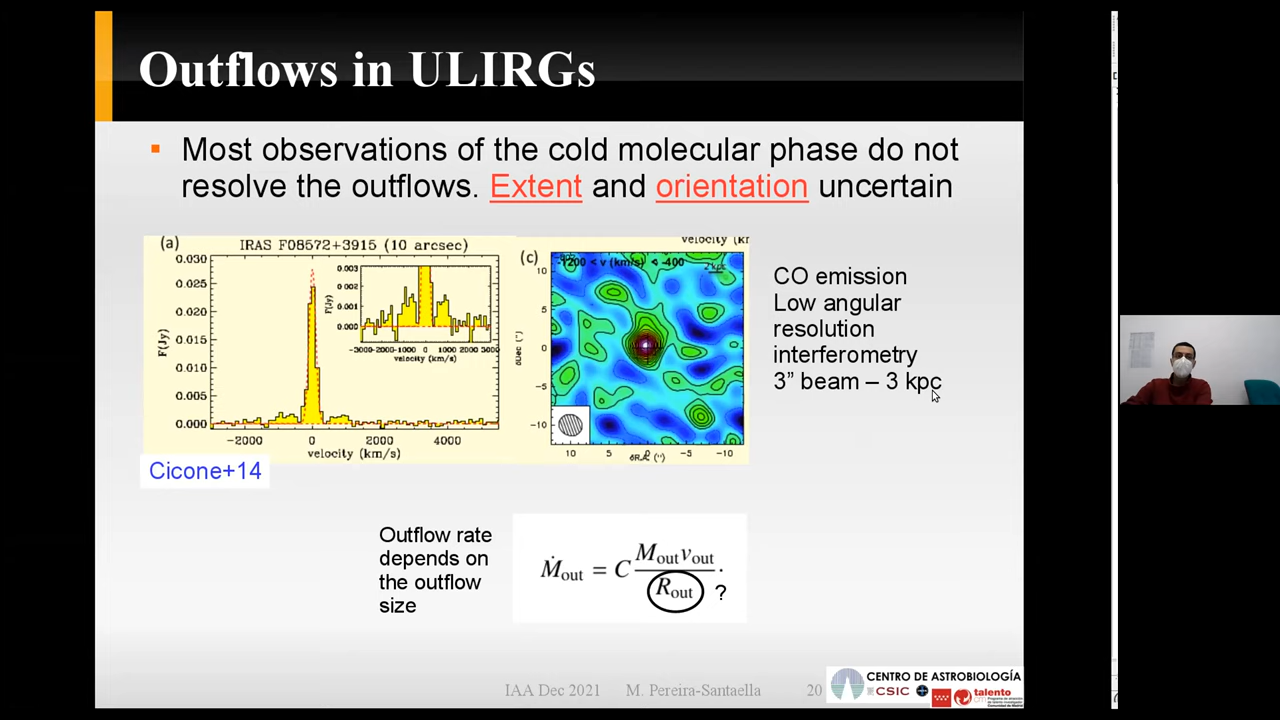 Outflows in ULIRGs
Most observations of the cold molecular phase do not
resolve the outflows. Extent and orientation uncertain
(a) IRAS F08572+3915 (10 arcsec)
0.030
0.025
0.020
0.015
0.010
0.005
0.000
F(Jy)
-2000 0 2000 4000
velocity (km/s)
0.003
0.002
0.001
0.000
F(Jy)
-3000-2000-1000 0 1000 2000 3000
velocity (km/s)
velocity (kr
(c)
-1200 < v (km/s) < -400
2 kpc
10
5
0
-5
-10
δDec (")
10 5 0 -5 -10
CO emission
Low angular
resolution
interferometry
3” beam – 3 kpc
Cicone+14
Outflow rate
depends on
the outflow
size
Ṁout = C Mout vout / Rout . ?
IAA Dec 2021 M. Pereira-Santaella 20
CENTRO DE ASTROBIOLOGÍA
CSIC
talento